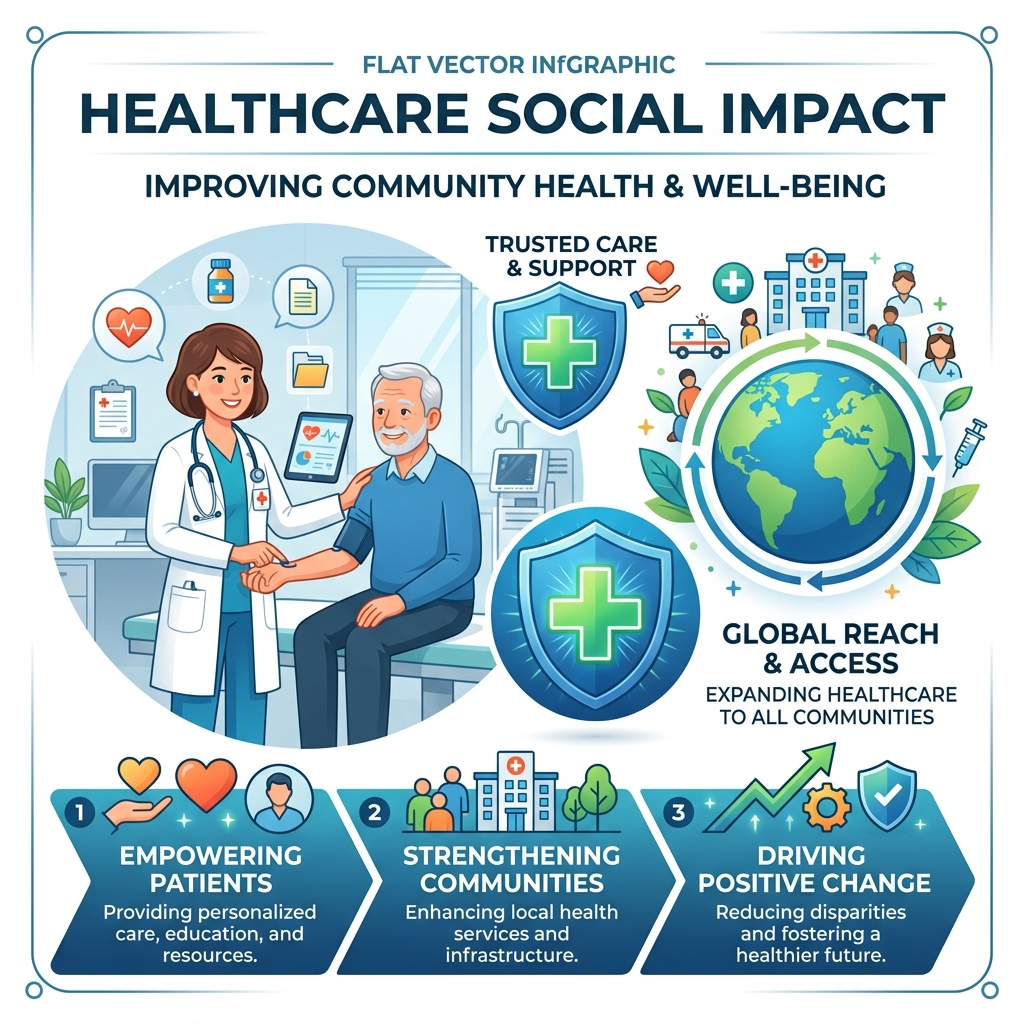 FLAT VECTOR INfGRAPHIC
HEALTHCARE SOCIAL IMPACT
IMPROVING COMMUNITY HEALTH & WELL-BEING
TRUSTED CARE
& SUPPORT
GLOBAL REACH
& ACCESS
EXPANDING HEALTHCARE
TO ALL COMMUNITIES
1
EMPOWERING
PATIENTS
Providing personalized
care, education, and
resources.
2
STRENGTHENING
COMMUNITIES
Enhancing local health
services and
infrastructure.
3
DRIVING
POSITIVE CHANGE
Reducing disparities
and fostering a
healthier future.